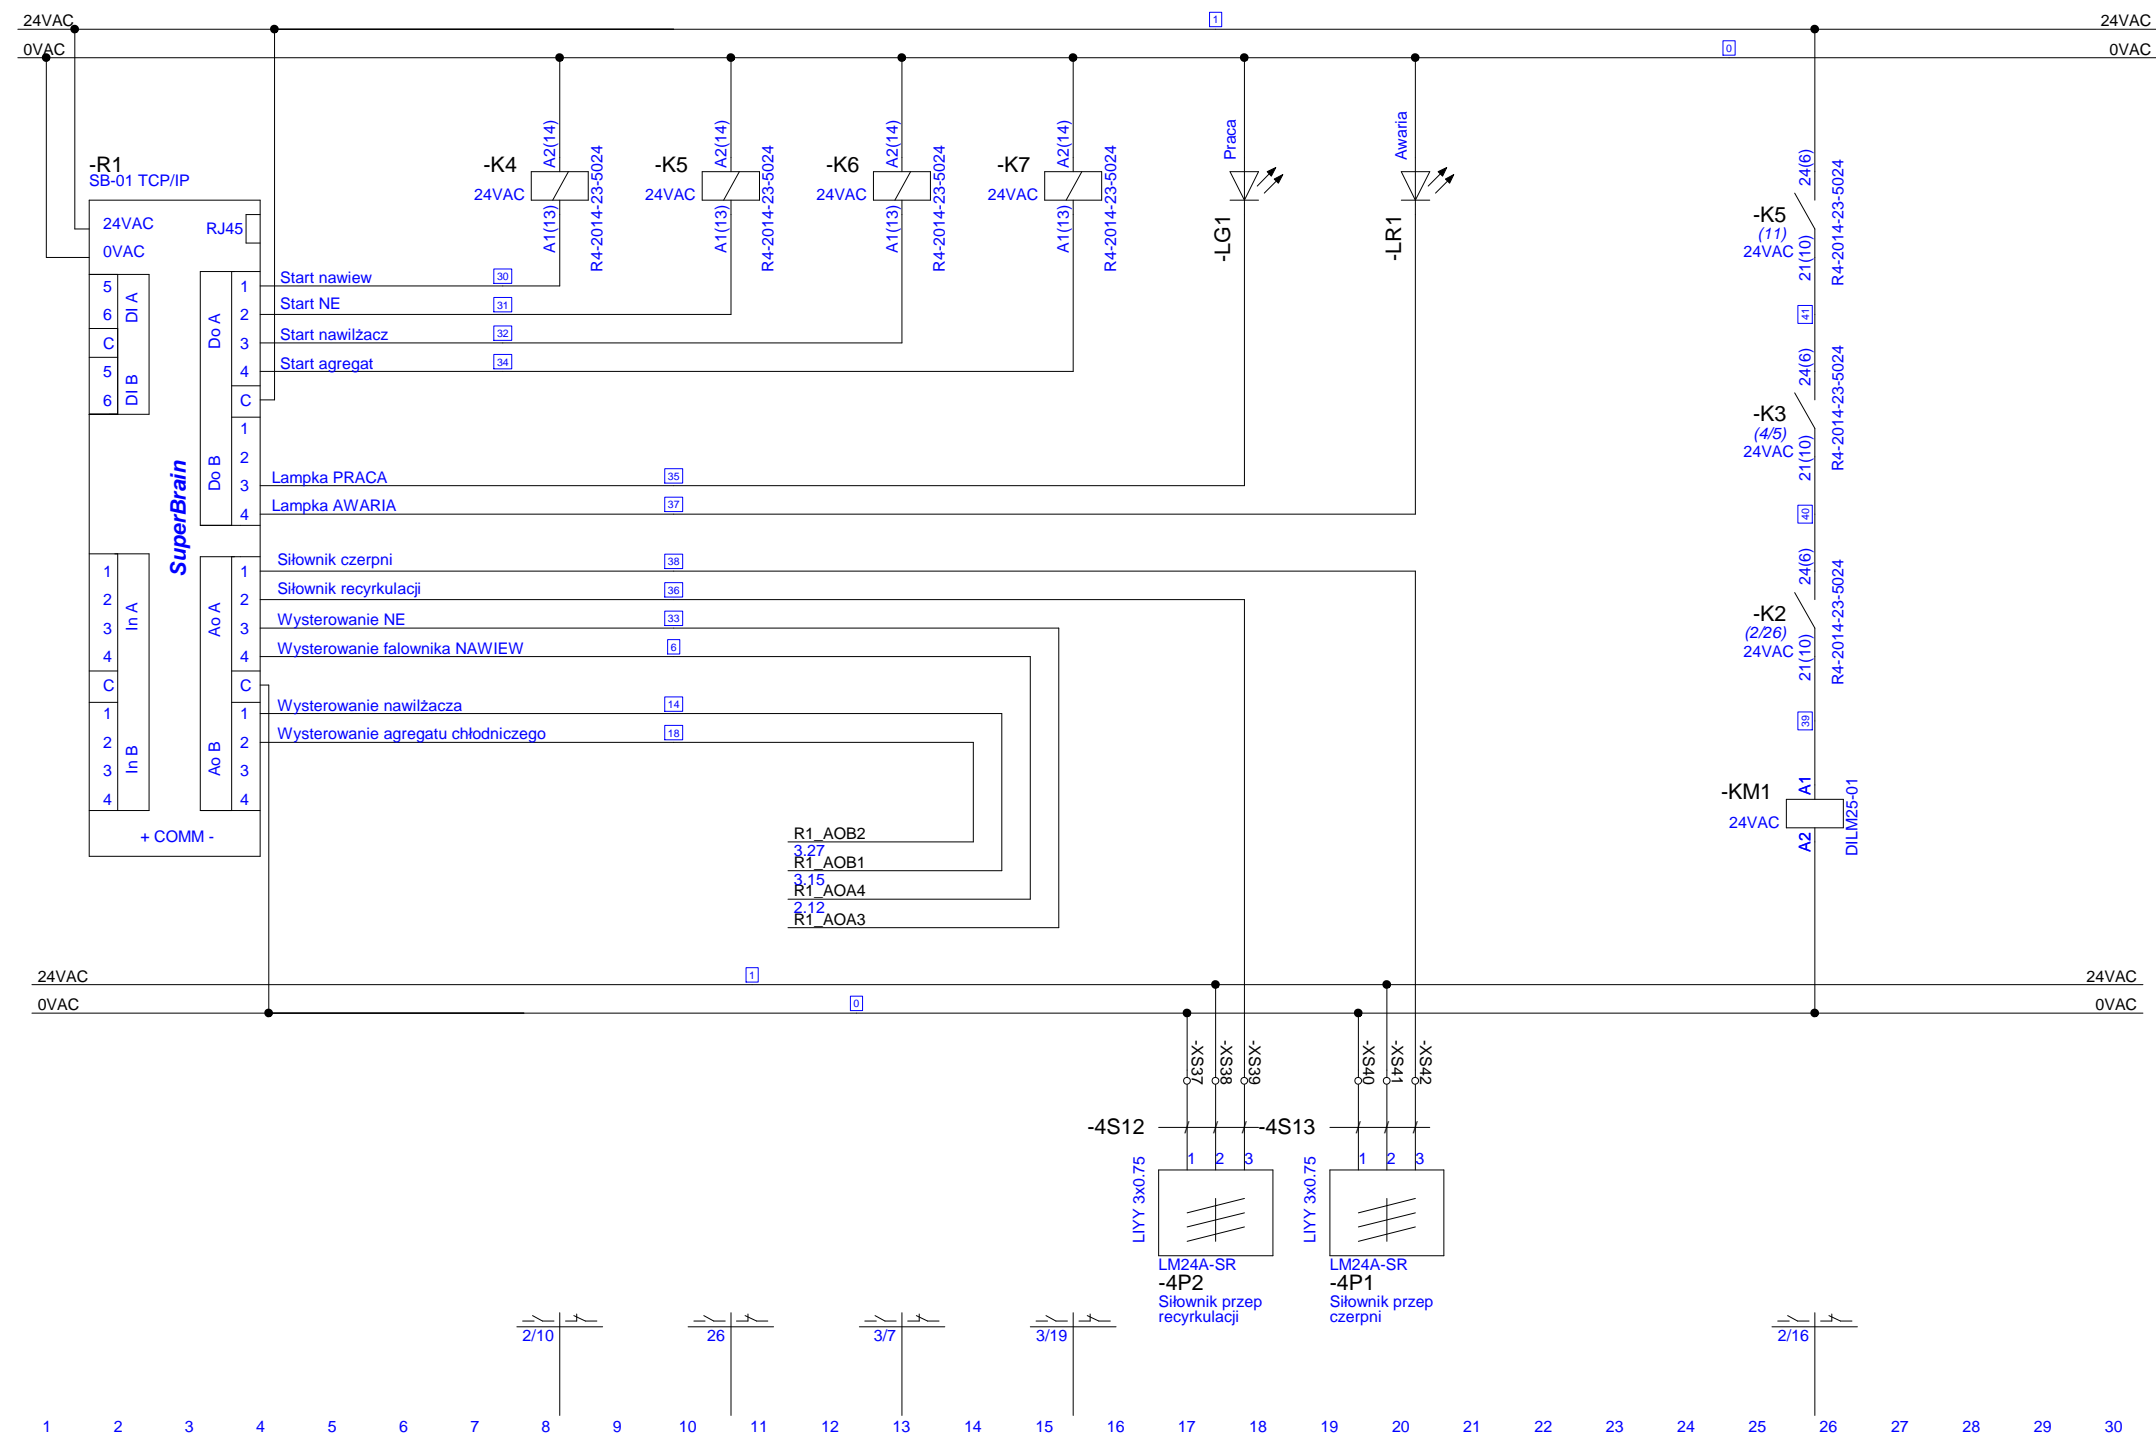 24VAC
1
24VAC
0VAC
0
0VAC
-R1
SB-01 TCP/IP
24VAC
RJ45
0VAC
5
6
DI A
C
5
6
DI B
SuperBrain
1
2
3
4
Do A
C
1
2
3
4
Do B
1
2
3
4
In A
C
1
2
3
4
In B
1
2
3
4
Ao A
C
1
2
3
4
Ao B
+ COMM -
Start nawiew
30
Start NE
31
Start nawilżacz
32
Start agregat
34
Lampka PRACA
35
Lampka AWARIA
37
Siłownik czerpni
38
Siłownik recyrkulacji
36
Wysterowanie NE
33
Wysterowanie falownika NAWIEW
6
Wysterowanie nawilżacza
14
Wysterowanie agregatu chłodniczego
18
-K4
24VAC
A2(14)
A1(13)
R4-2014-23-5024
-K5
24VAC
A2(14)
A1(13)
R4-2014-23-5024
-K6
24VAC
A2(14)
A1(13)
R4-2014-23-5024
-K7
24VAC
A2(14)
A1(13)
R4-2014-23-5024
Praca
-LG1
Awaria
-LR1
-K5
(11)
24VAC
24(6)
21(10)
R4-2014-23-5024
41
-K3
(4/5)
24VAC
24(6)
21(10)
R4-2014-23-5024
40
-K2
(2/26)
24VAC
24(6)
21(10)
R4-2014-23-5024
39
-KM1
24VAC
A1
A2
DILM25-01
R1_AOB2
3.27
R1_AOB1
3.15
R1_AOA4
2.12
R1_AOA3
24VAC
1
24VAC
0VAC
0
0VAC
-XS37
-XS38
-XS39
-XS40
-XS41
-XS42
-4S12
-4S13
LIYY 3x0.75
1 2 3
LIYY 3x0.75
1 2 3
LM24A-SR
-4P2
Siłownik przep
recyrkulacji
LM24A-SR
-4P1
Siłownik przep
czerpni
2/10
26
3/7
3/19
2/16
1 2 3 4 5 6 7 8 9 10 11 12 13 14 15 16 17 18 19 20 21 22 23 24 25 26 27 28 29 30